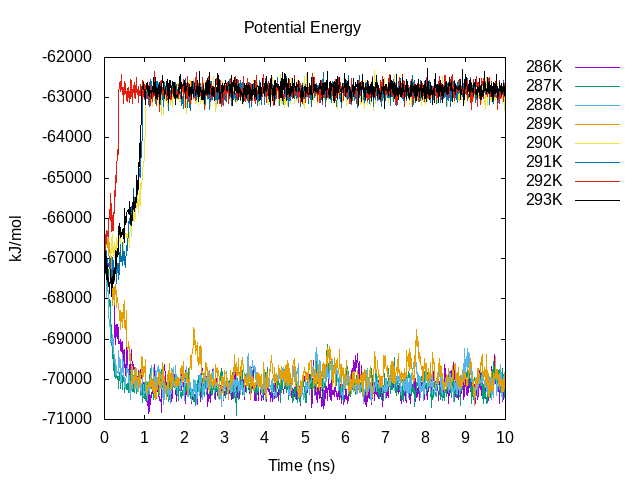 Potential Energy
-62000
-63000
-64000
-65000
-66000
-67000
-68000
-69000
-70000
-71000
kJ/mol
0 1 2 3 4 5 6 7 8 9 10
Time (ns)
286K
287K
288K
289K
290K
291K
292K
293K